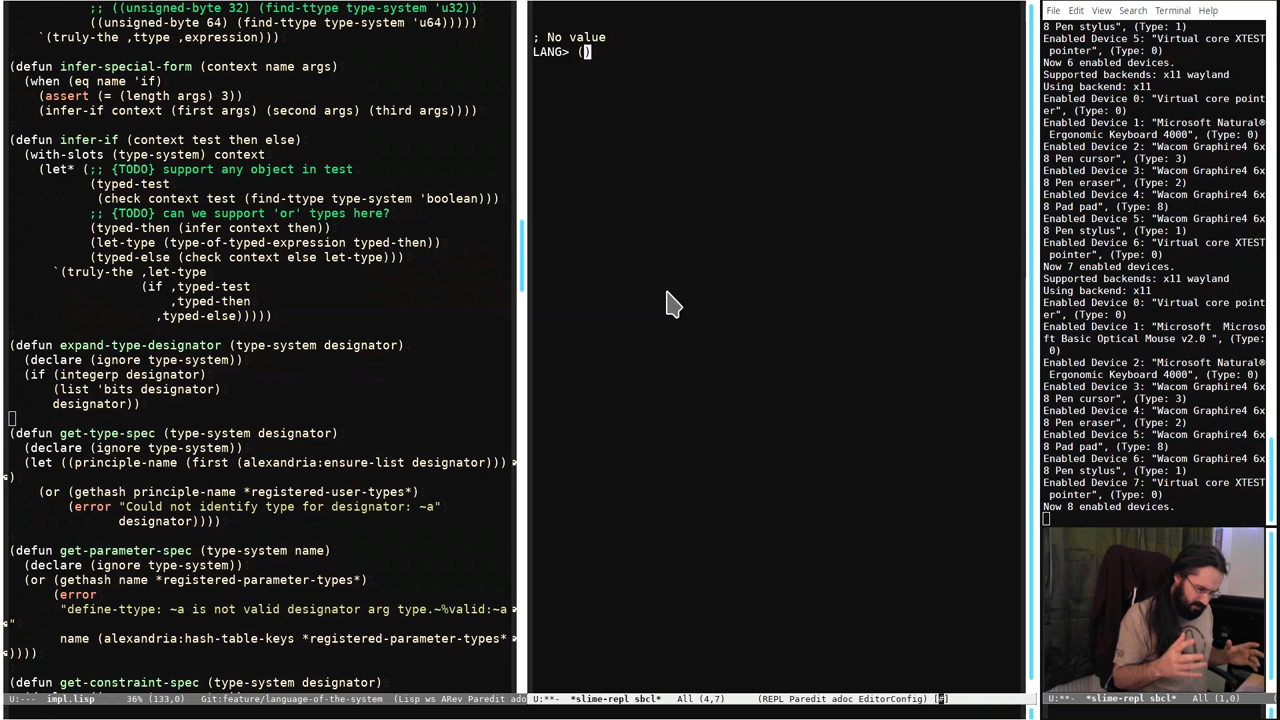 ;; ((unsigned-byte 32) (find-ttype type-system 'u32))
((unsigned-byte 64) (find-ttype type-system 'u64)))))
`(truly-the ,ttype ,expression)))
(defun infer-special-form (context name args)
(when (eq name 'if)
(assert (= (length args) 3))
(infer-if context (first args) (second args) (third args))))
(defun infer-if (context test then else)
(with-slots (type-system) context
(let* (;; {TODO} support any object in test
(typed-test
(check context test (find-ttype type-system 'boolean)))
;; {TODO} can we support 'or' types here?
(typed-then (infer context then))
(let-type (type-of-typed-expression typed-then))
(typed-else (check context else let-type)))
`(truly-the ,let-type
(if ,typed-test
,typed-then
,typed-else)))))
(defun expand-type-designator (type-system designator)
(declare (ignore type-system))
(if (integerp designator)
(list 'bits designator)
designator))
(defun get-type-spec (type-system designator)
(declare (ignore type-system))
(let ((principle-name (first (alexandria:ensure-list designator)))
)
(or (gethash principle-name *registered-user-types*)
(error "Could not identify type for designator: ~a"
designator))))
(defun get-parameter-spec (type-system name)
(declare (ignore type-system))
(or (gethash name *registered-parameter-types*)
(error
"define-ttype: ~a is not valid designator arg type.~%valid:~a
"
name (alexandria:hash-table-keys *registered-parameter-types*
))))
(defun get-constraint-spec (type-system designator)
U:--- impl.lisp 36% (133,0) Git:feature/language-of-the-system (Lisp ws ARev Paredit ado
; No value
LANG> ()
U:**- *slime-repl sbcl* All (4,7) (REPL Paredit adoc EditorConfig) [#]
File Edit View Search Terminal Help
8 Pen stylus", (Type: 1)
Enabled Device 5: "Virtual core XTEST
pointer", (Type: 0)
Now 6 enabled devices.
Supported backends: x11 wayland
Using backend: x11
Enabled Device 0: "Virtual core point
er", (Type: 0)
Enabled Device 1: "Microsoft Natural®
Ergonomic Keyboard 4000", (Type: 0)
Enabled Device 2: "Wacom Graphire4 6x
8 Pen cursor", (Type: 3)
Enabled Device 3: "Wacom Graphire4 6x
8 Pen eraser", (Type: 2)
Enabled Device 4: "Wacom Graphire4 6x
8 Pad pad", (Type: 8)
Enabled Device 5: "Wacom Graphire4 6x
8 Pen stylus", (Type: 1)
Enabled Device 6: "Virtual core XTEST
pointer", (Type: 0)
Now 7 enabled devices.
Supported backends: x11 wayland
Using backend: x11
Enabled Device 0: "Virtual core point
er", (Type: 0)
Enabled Device 1: "Microsoft  Microso
ft Basic Optical Mouse v2.0 ", (Type:
0)
Enabled Device 2: "Microsoft Natural®
Ergonomic Keyboard 4000", (Type: 0)
Enabled Device 3: "Wacom Graphire4 6x
8 Pen cursor", (Type: 3)
Enabled Device 4: "Wacom Graphire4 6x
8 Pen eraser", (Type: 2)
Enabled Device 5: "Wacom Graphire4 6x
8 Pad pad", (Type: 8)
Enabled Device 6: "Wacom Graphire4 6x
8 Pen stylus", (Type: 1)
Enabled Device 7: "Virtual core XTEST
pointer", (Type: 0)
Now 8 enabled devices.
U:**- *slime-repl sbcl* All (1,0)